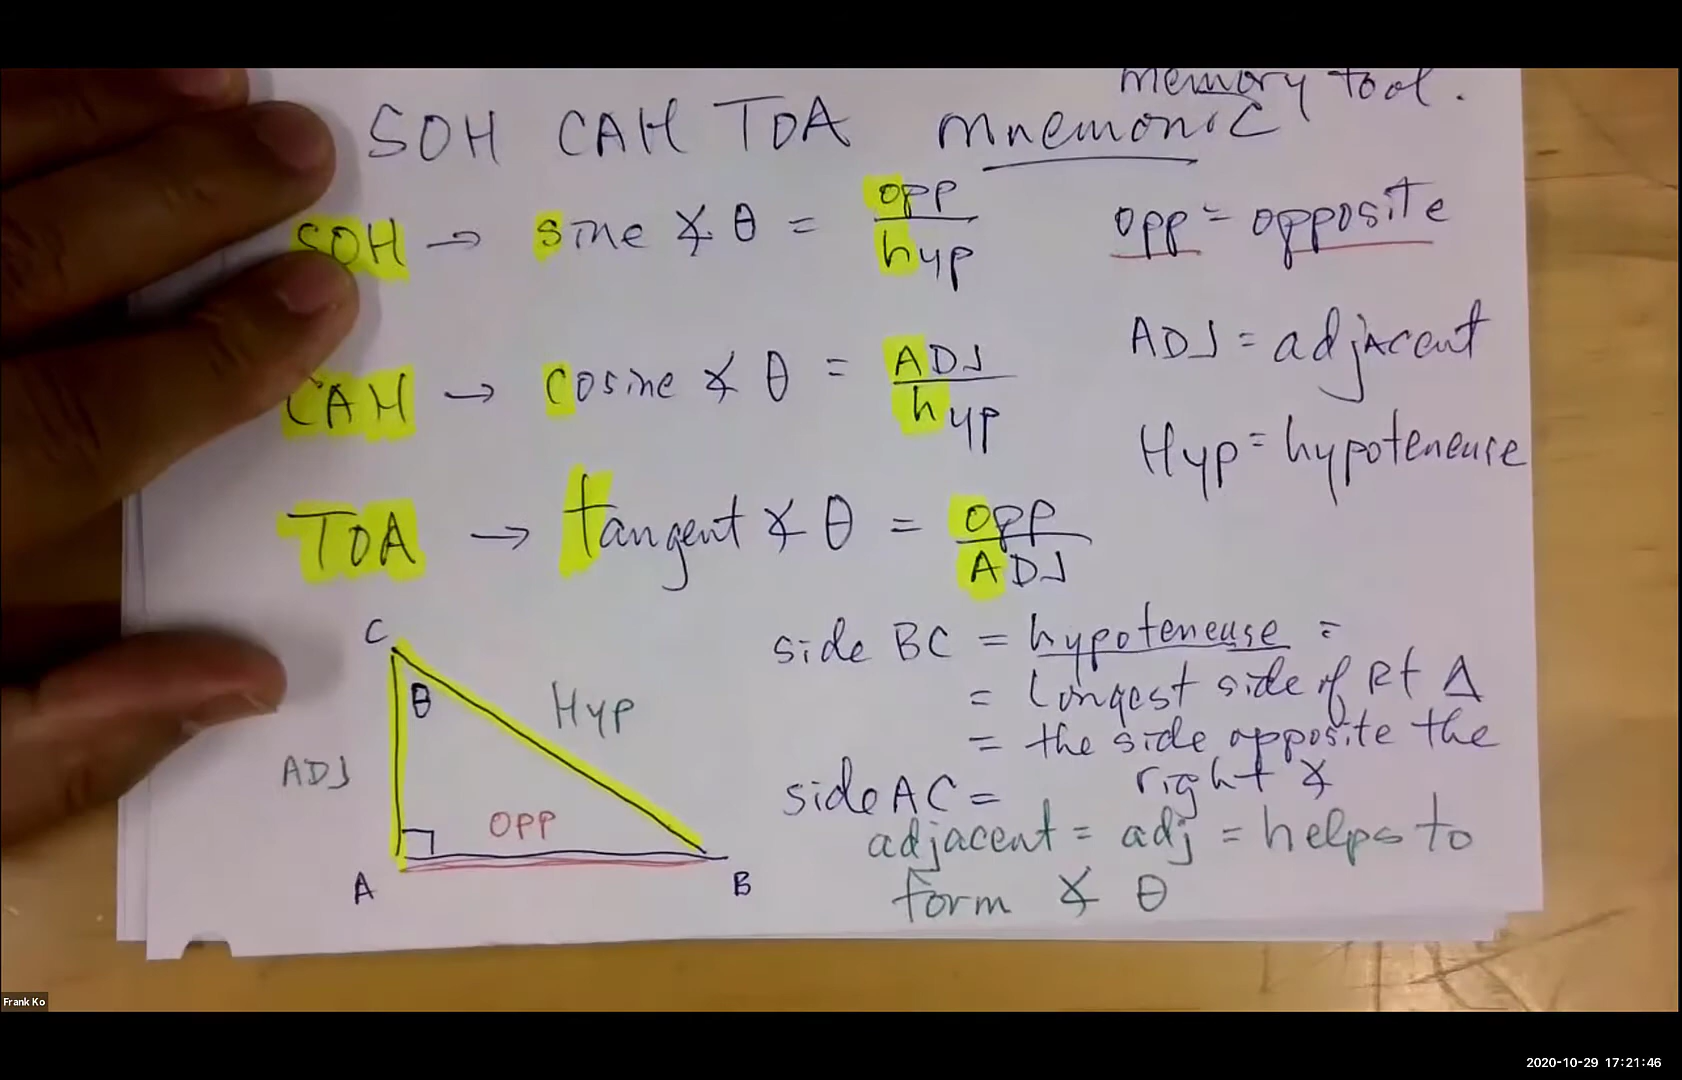 memory tool.
SOH CAH TOA mnemonic
SOH → sine ∡ θ = opp/hyp
opp = opposite
CAH → cosine ∡ θ = ADJ/hyp
ADJ = adjacent
Hyp = hypoteneuse
TOA → tangent ∡ θ = opp/ADJ
C
θ
Hyp
ADJ
OPP
A
B
side BC = hypoteneuse =
= longest side of Rt Δ
= the side opposite the
right ∡
side AC =
adjacent = adj = helps to
form ∡ θ
Frank Ko
2020-10-29 17:21:46